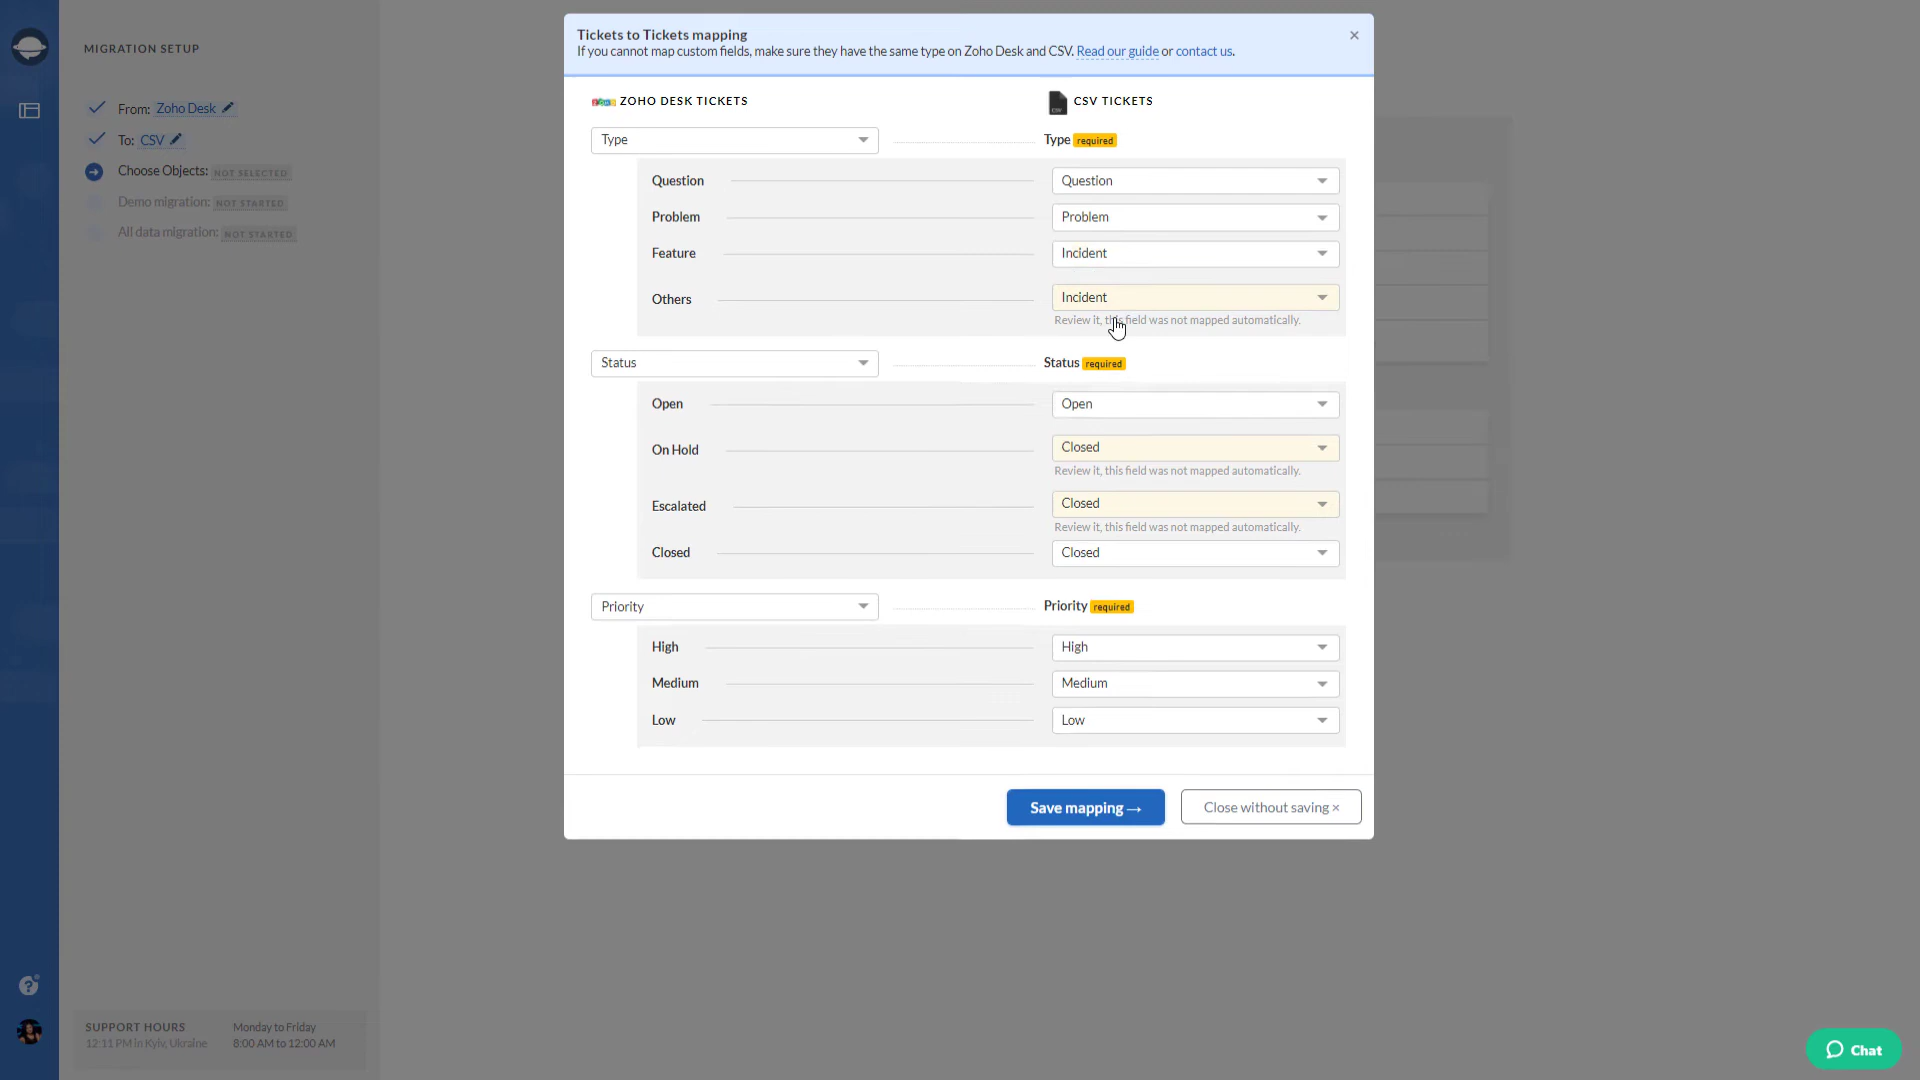 MIGRATION SETUP
From: Zoho Desk
To: CSV
Choose Objects: NOT SELECTED
Demo migration: NOT STARTED
All data migration: NOT STARTED
SUPPORT HOURS
12:11 PM in Kyiv, Ukraine
Monday to Friday
8:00 AM to 12:00 AM
Tickets to Tickets mapping
×
If you cannot map custom fields, make sure they have the same type on Zoho Desk and CSV. Read our guide or contact us.
ZOHO ZOHO DESK TICKETS
CSV CSV TICKETS
Type
Type required
Question
Question
Problem
Problem
Feature
Incident
Others
Incident
Review it, this field was not mapped automatically.
Status
Status required
Open
Open
On Hold
Closed
Review it, this field was not mapped automatically.
Escalated
Closed
Review it, this field was not mapped automatically.
Closed
Closed
Priority
Priority required
High
High
Medium
Medium
Low
Low
Save mapping →
Close without saving ×
? 
Chat